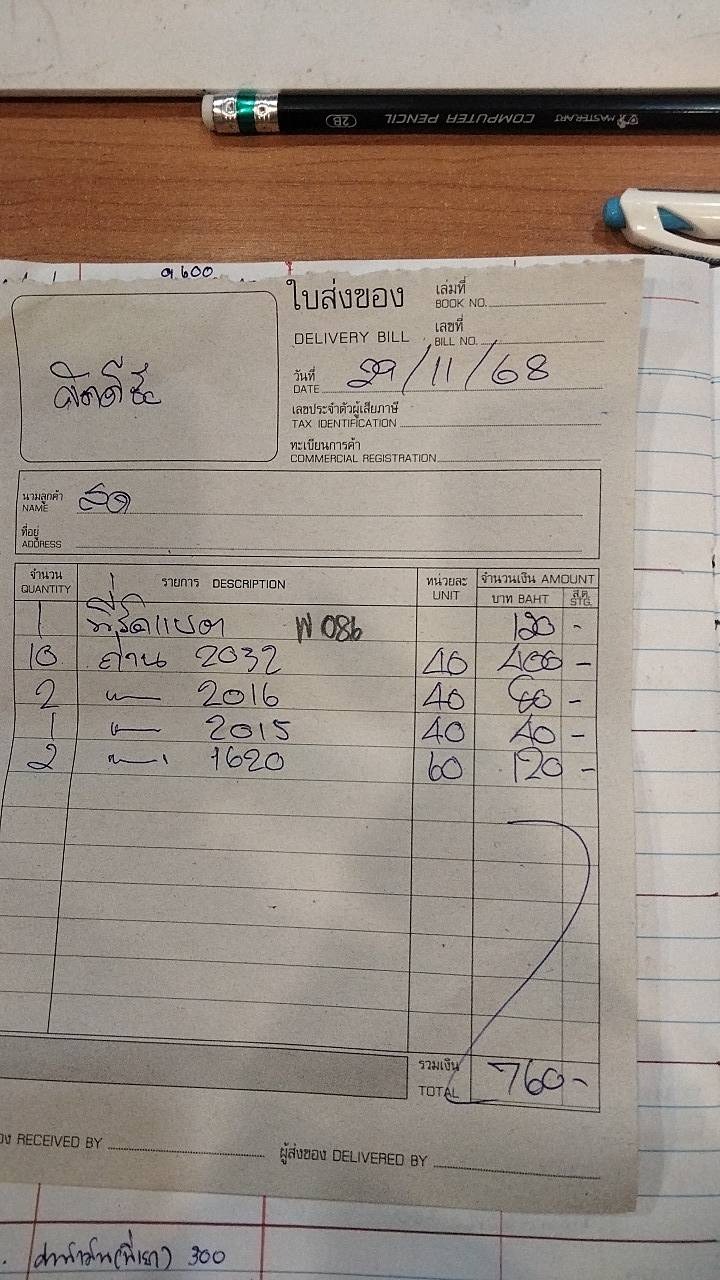 MASTERART COMPUTER PENCIL 2B
9,600
ใบส่งของ
DELIVERY BILL
เล่มที่
BOOK NO.
เลขที่
BILL NO.
วันที่ 29/11/68
DATE
เลขประจำตัวผู้เสียภาษี
TAX IDENTIFICATION
ทะเบียนการค้า
COMMERCIAL REGISTRATION
นามลูกค้า สด
NAME
ที่อยู่
ADDRESS
จำนวน รายการ DESCRIPTION หน่วยละ จำนวนเงิน AMOUNT
QUANTITY UNIT บาท BAHT ส.ต. STG.
1 W 086 120 -
10 ถ่าน 2032 40 400 -
2 2016 40 80 -
1 2015 40 40 -
2 1620 60 120 -
รวมเงิน 760-
TOTAL
RECEIVED BY ผู้ส่งของ DELIVERED BY
300